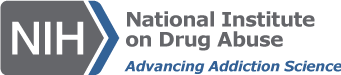 NIH
National Institute
on Drug Abuse
Advancing Addiction Science